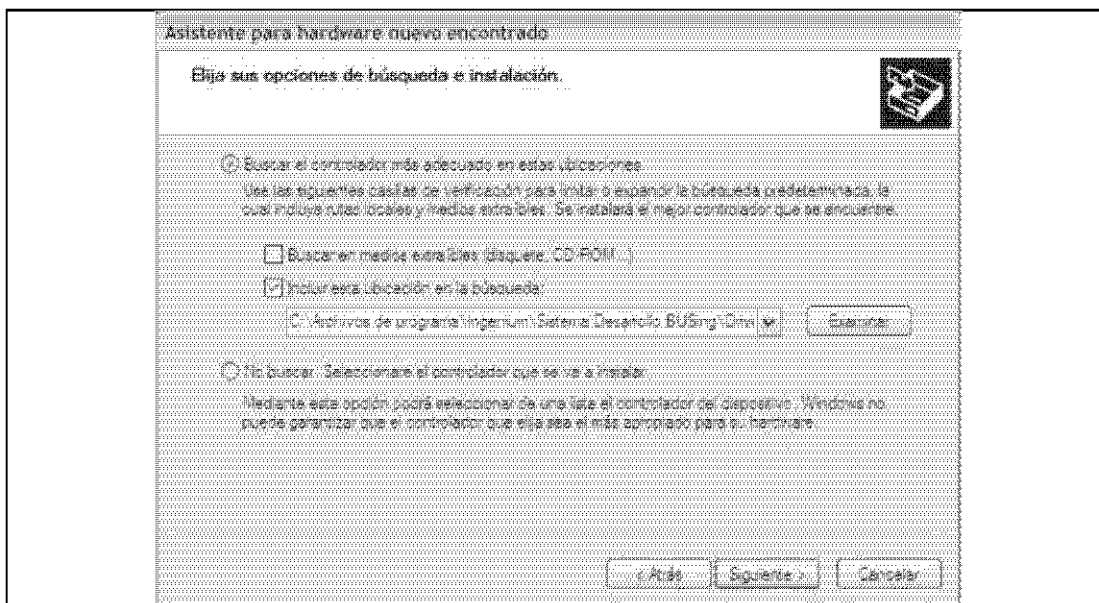 Asistente para hardware nuevo encontrado
Elija sus opciones de búsqueda e instalación.
Buscar el controlador más adecuado en estas ubicaciones.
Use las siguientes casillas de verificación para limitar o expandir la búsqueda predeterminada, la
cual incluye rutas locales y medios extraíbles. Se instalará el mejor controlador que se encuentre.
Buscar en medios extraíbles (disquete, CD-ROM...)
Incluir esta ubicación en la búsqueda:
C:\Archivos de programa\Ingenium\Sistema Desarrollo BUSing\Drive
Examinar
No buscar. Seleccionaré el controlador que se va a instalar.
Mediante esta opción podrá seleccionar de una lista el controlador del dispositivo. Windows no
puede garantizar que el controlador que elija sea el más apropiado para su hardware.
< Atrás
Siguiente >
Cancelar